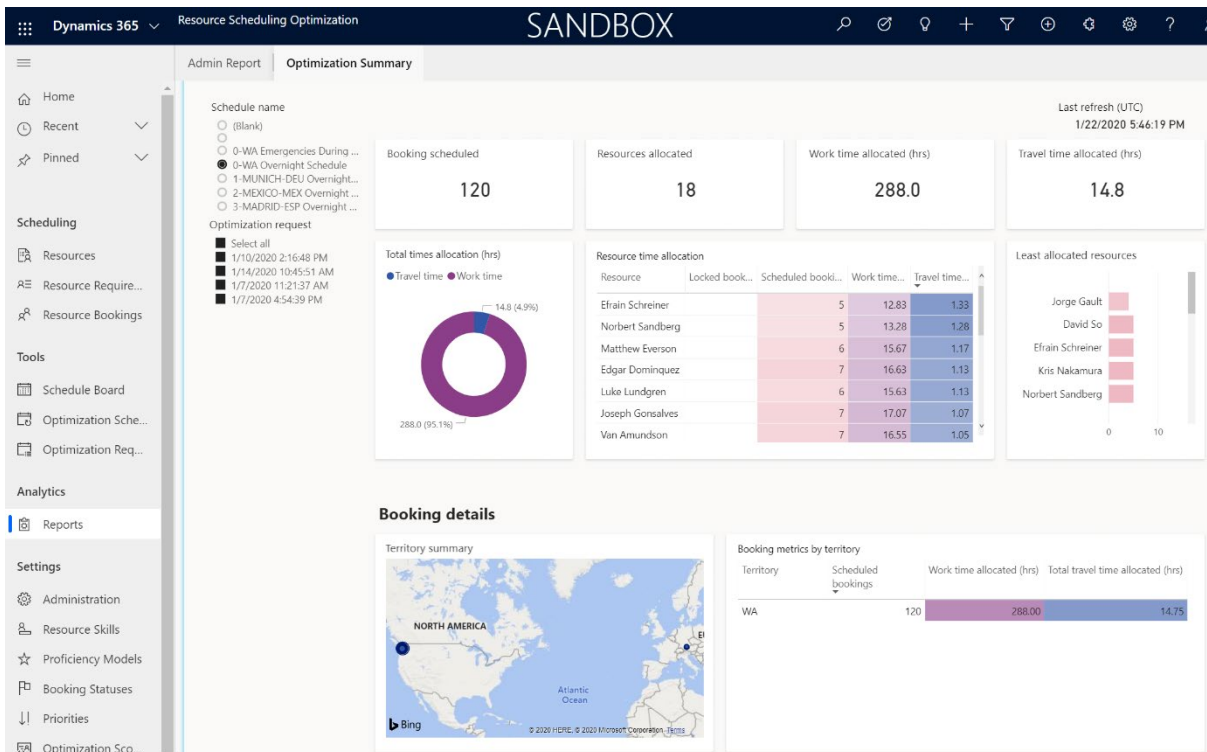 Dynamics 365
Resource Scheduling Optimization
SANDBOX
Admin Report
Optimization Summary
Home
Recent
Pinned
Scheduling
Resources
Resource Require...
Resource Bookings
Tools
Schedule Board
Optimization Sche...
Optimization Req...
Analytics
Reports
Settings
Administration
Resource Skills
Proficiency Models
Booking Statuses
Priorities
Optimization Sco...
Schedule name
(Blank)
0-WA Emergencies During ...
0-WA Overnight Schedule
1-MUNICH-DEU Overnight...
2-MEXICO-MEX Overnight ...
3-MADRID-ESP Overnight ...
Optimization request
Select all
1/10/2020 2:16:48 PM
1/14/2020 10:45:51 AM
1/7/2020 11:21:37 AM
1/7/2020 4:54:39 PM
Last refresh (UTC)
1/22/2020 5:46:19 PM
Booking scheduled
120
Resources allocated
18
Work time allocated (hrs)
288.0
Travel time allocated (hrs)
14.8
Total times allocation (hrs)
Travel time Work time
14.8 (4.9%)
288.0 (95.1%)
Resource time allocation
Resource Locked book... Scheduled booki... Work time... Travel time...
Efrain Schreiner 5 12.83 1.33
Norbert Sandberg 5 13.28 1.28
Matthew Everson 6 15.67 1.17
Edgar Dominquez 7 16.63 1.13
Luke Lundgren 6 15.63 1.13
Joseph Gonsalves 7 17.07 1.07
Van Amundson 7 16.55 1.05
Least allocated resources
Jorge Gault
David So
Efrain Schreiner
Kris Nakamura
Norbert Sandberg
0 10
Booking details
Territory summary
NORTH AMERICA
Atlantic
Ocean
Bing
© 2020 HERE, © 2020 Microsoft Corporation Terms
Booking metrics by territory
Territory Scheduled bookings Work time allocated (hrs) Total travel time allocated (hrs)
WA 120 288.00 14.75